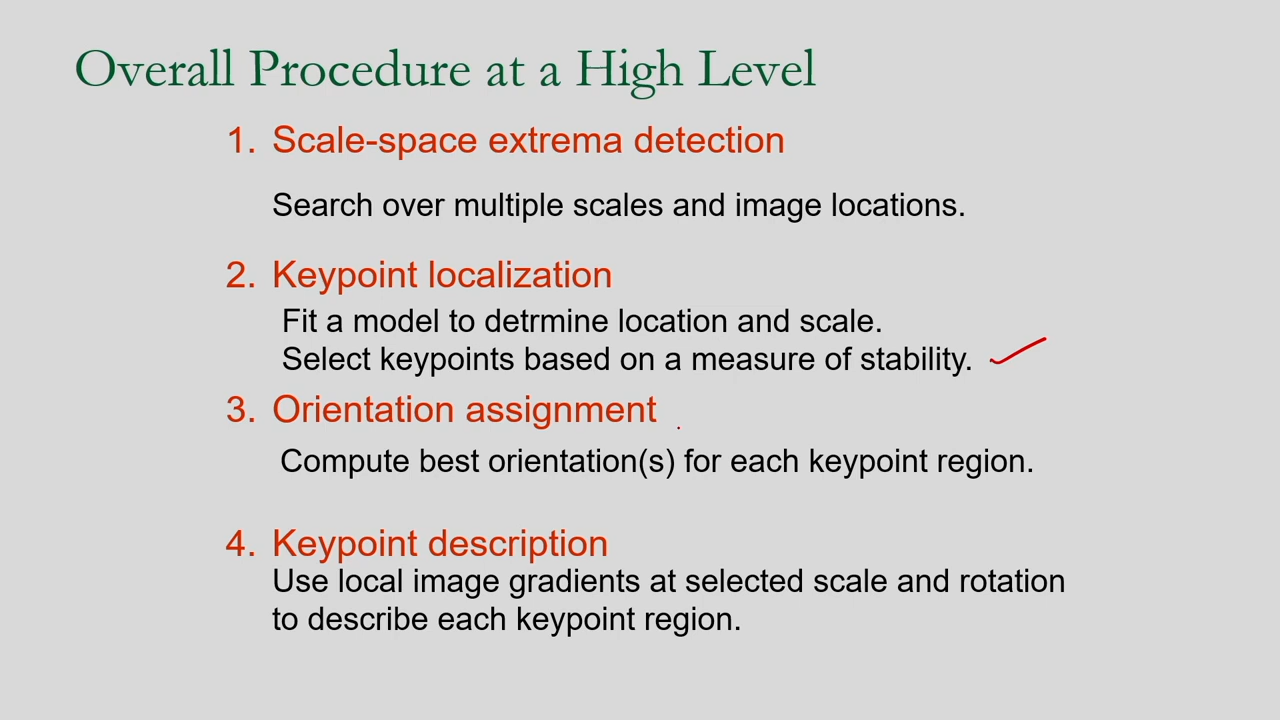 Overall Procedure at a High Level
1. Scale-space extrema detection
Search over multiple scales and image locations.
2. Keypoint localization
Fit a model to detrmine location and scale.
Select keypoints based on a measure of stability.
3. Orientation assignment
Compute best orientation(s) for each keypoint region.
4. Keypoint description
Use local image gradients at selected scale and rotation
to describe each keypoint region.